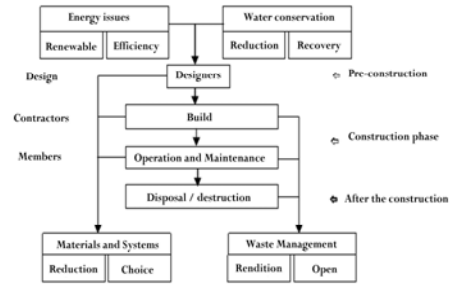 Energy issues
Water conservation
Renewable
Efficiency
Reduction
Recovery
Design
Designers
Pre-construction
Contractors
Build
Construction phase
Members
Operation and Maintenance
Disposal / destruction
After the construction
Materials and Systems
Waste Management
Reduction
Choice
Rendition
Open